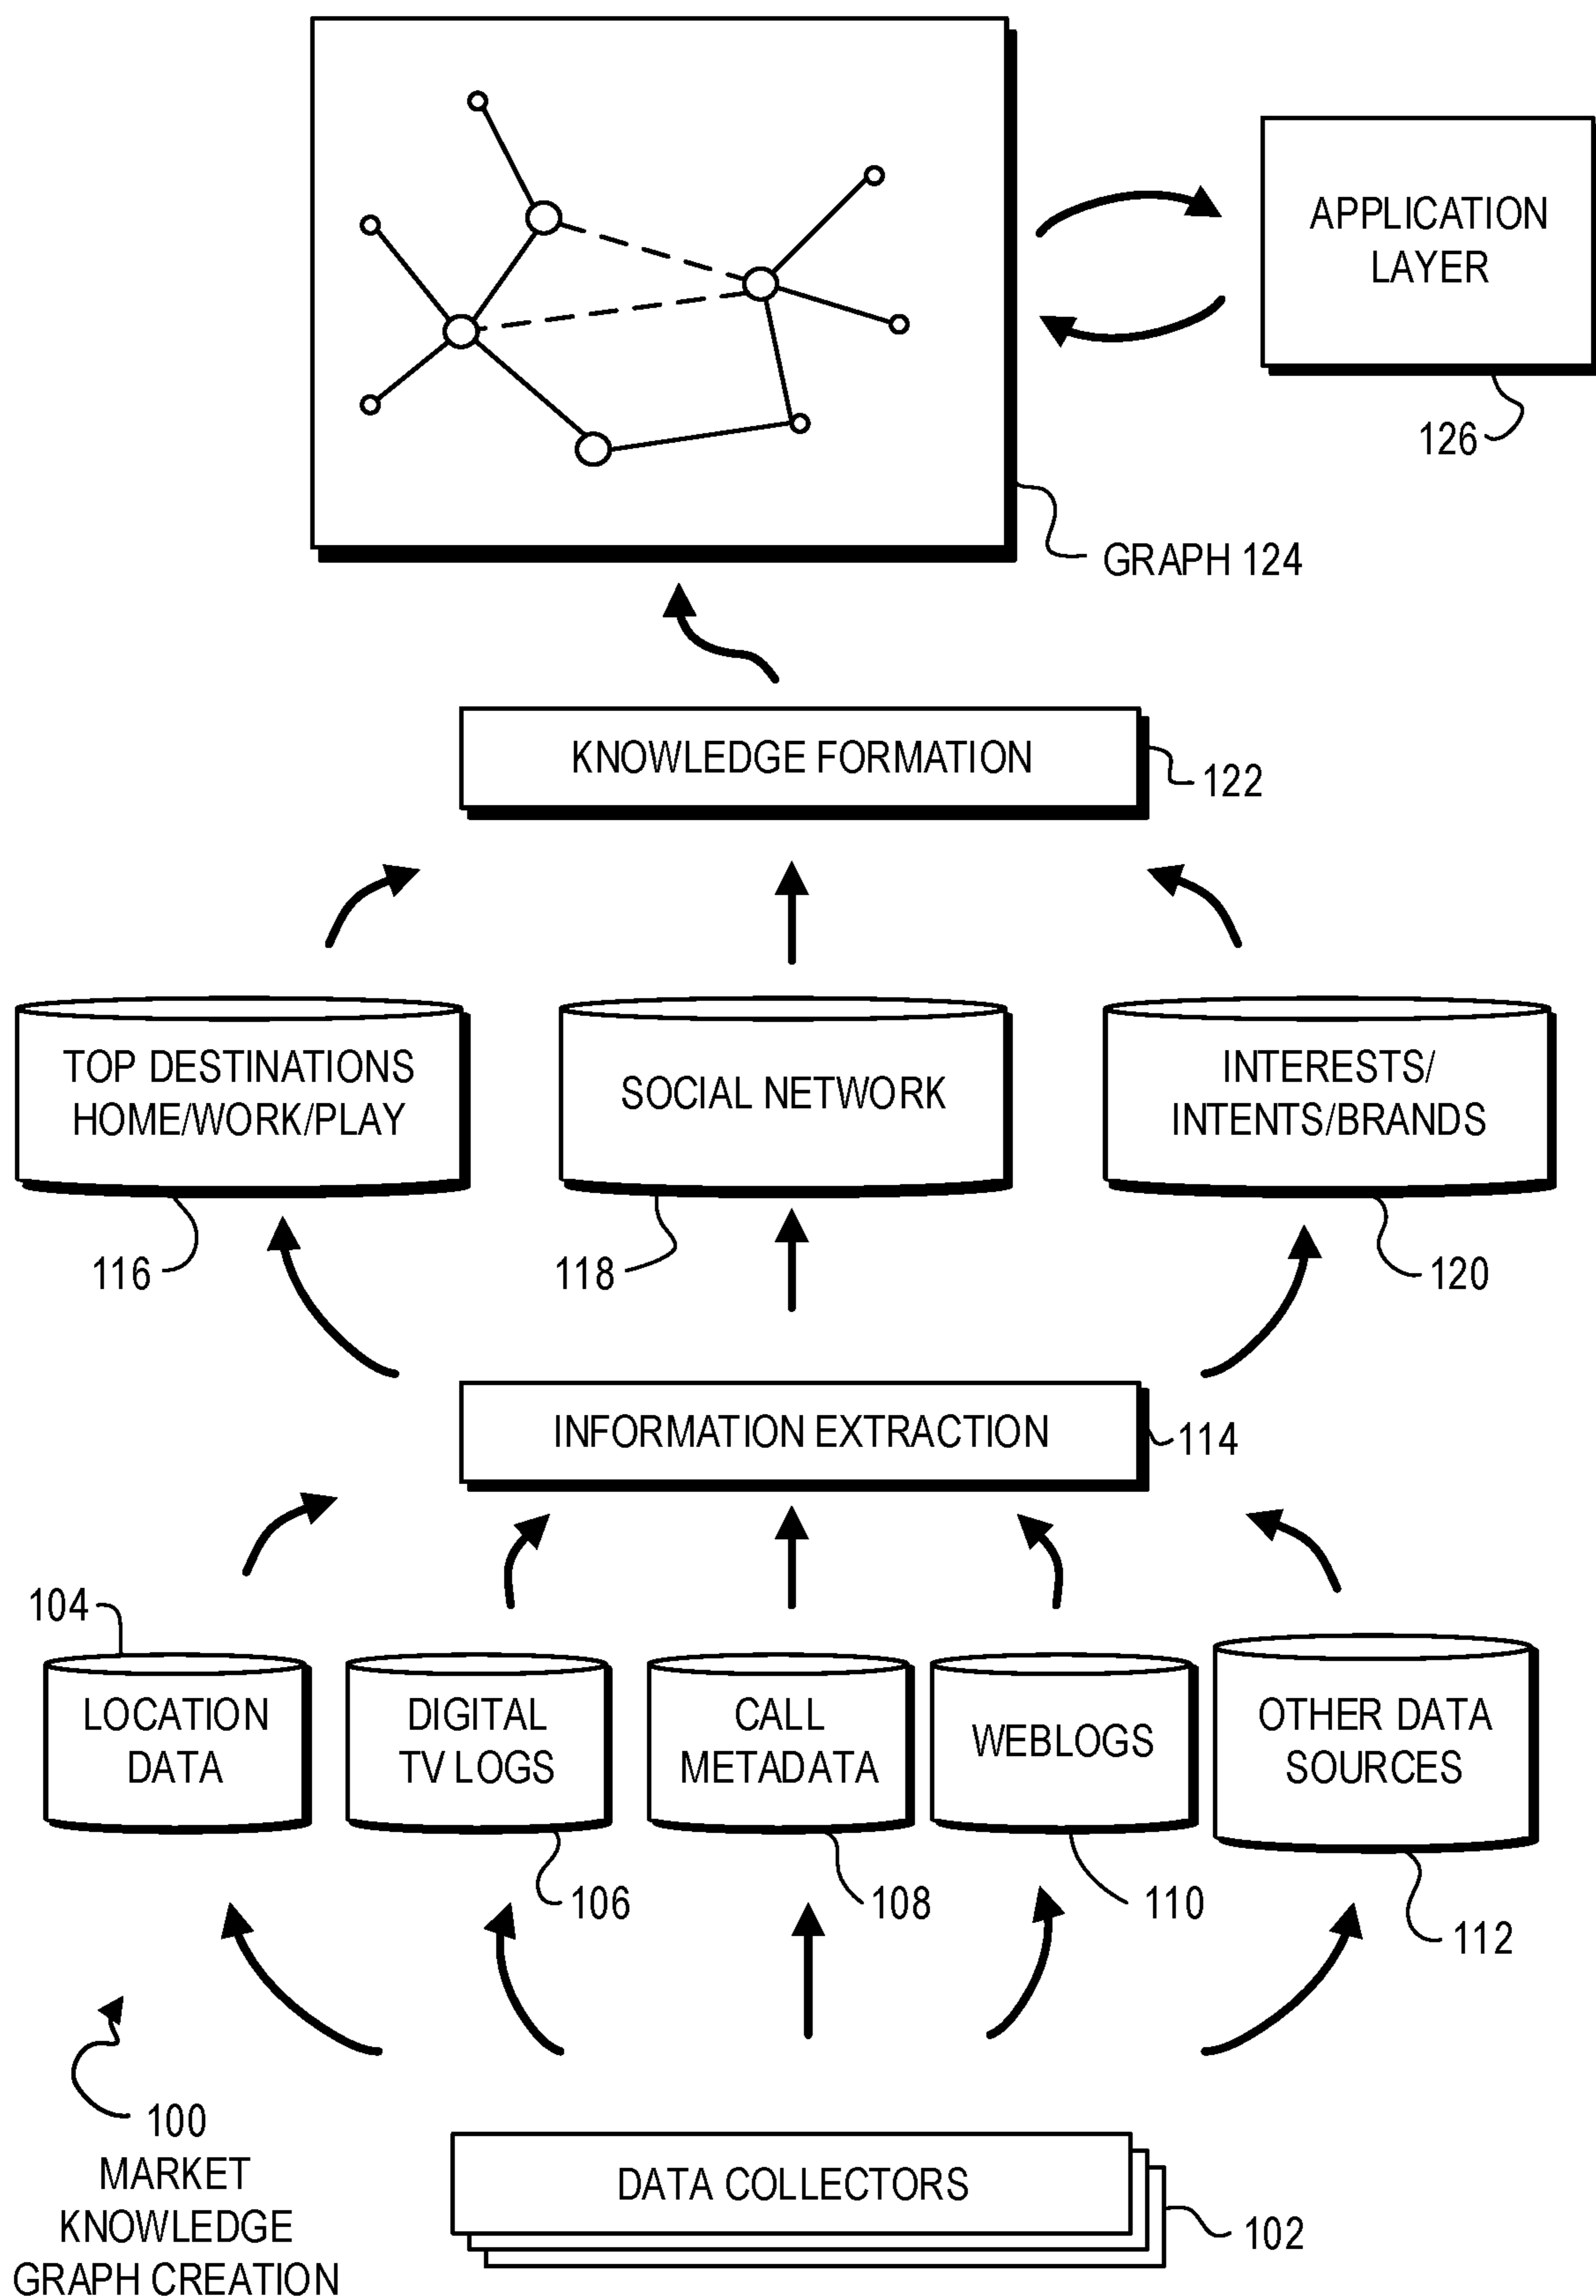 APPLICATION
LAYER
126
GRAPH 124
KNOWLEDGE FORMATION
122
TOP DESTINATIONS
HOME/WORK/PLAY
SOCIAL NETWORK
INTERESTS/
INTENTS/BRANDS
116
118
120
INFORMATION EXTRACTION
114
104
LOCATION
DATA
DIGITAL
TV LOGS
CALL
METADATA
WEBLOGS
OTHER DATA
SOURCES
106
108
110
112
100
MARKET
KNOWLEDGE
GRAPH CREATION
DATA COLLECTORS
102